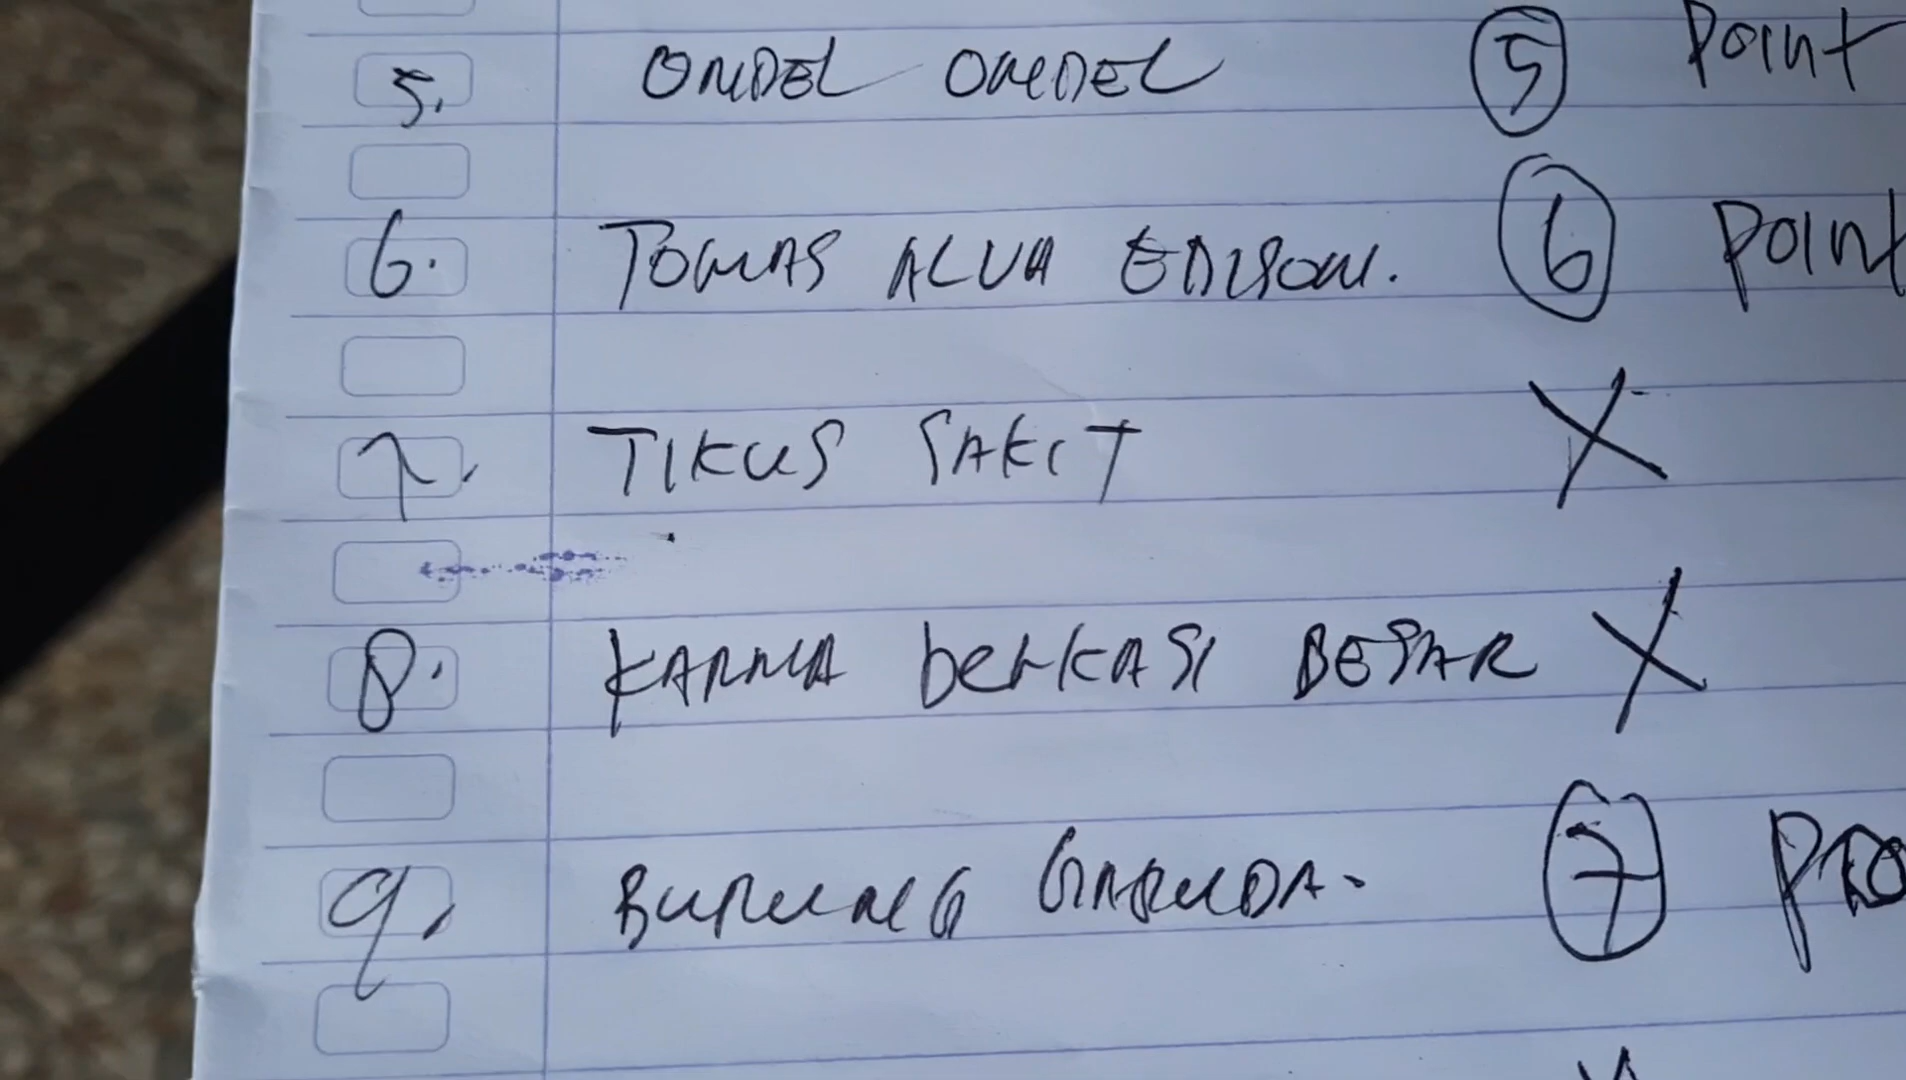 5. ONDEL ONDEL 5 Point
6. TOMAS ALVA EDISON. 6 Point
7. TIKUS SAKIT X
8. KARNA berKASI BESAR X
9. BURUNG GARUDA. 7